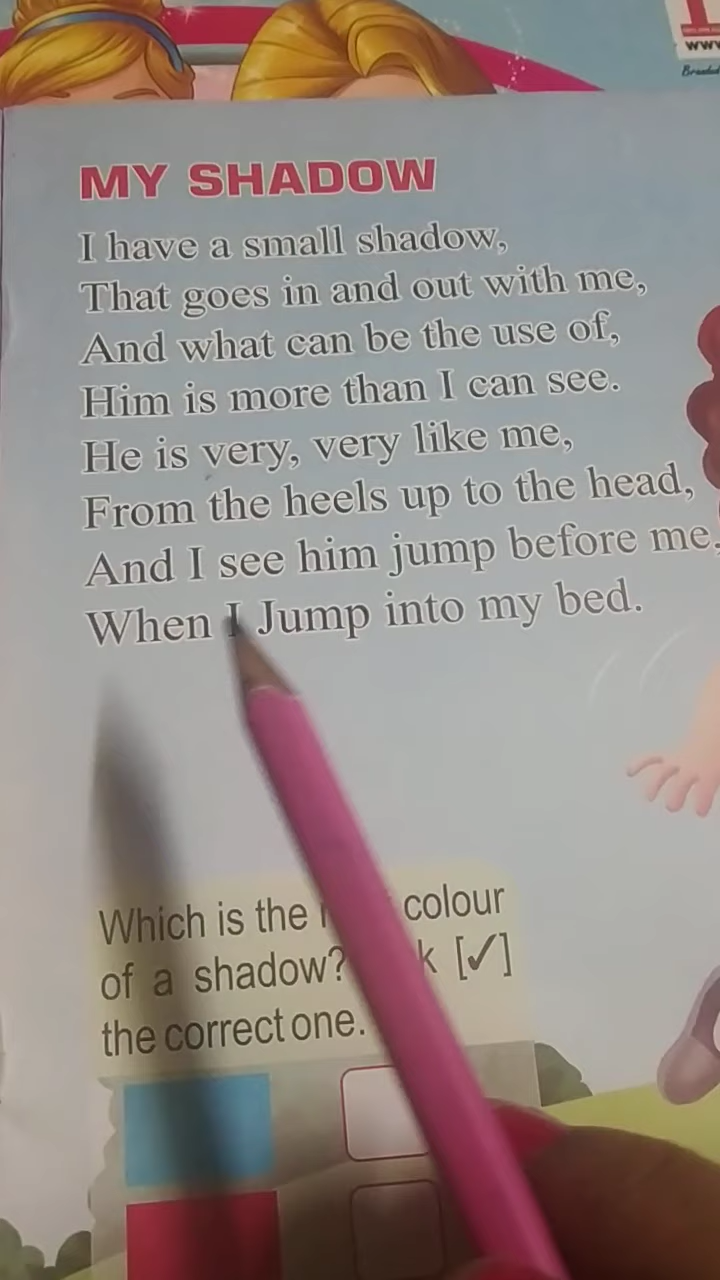 MY SHADOW
I have a small shadow,
That goes in and out with me,
And what can be the use of,
Him is more than I can see.
He is very, very like me,
From the heels up to the head,
And I see him jump before me,
When I Jump into my bed.
Which is the colour
of a shadow? [✓]
the correct one.